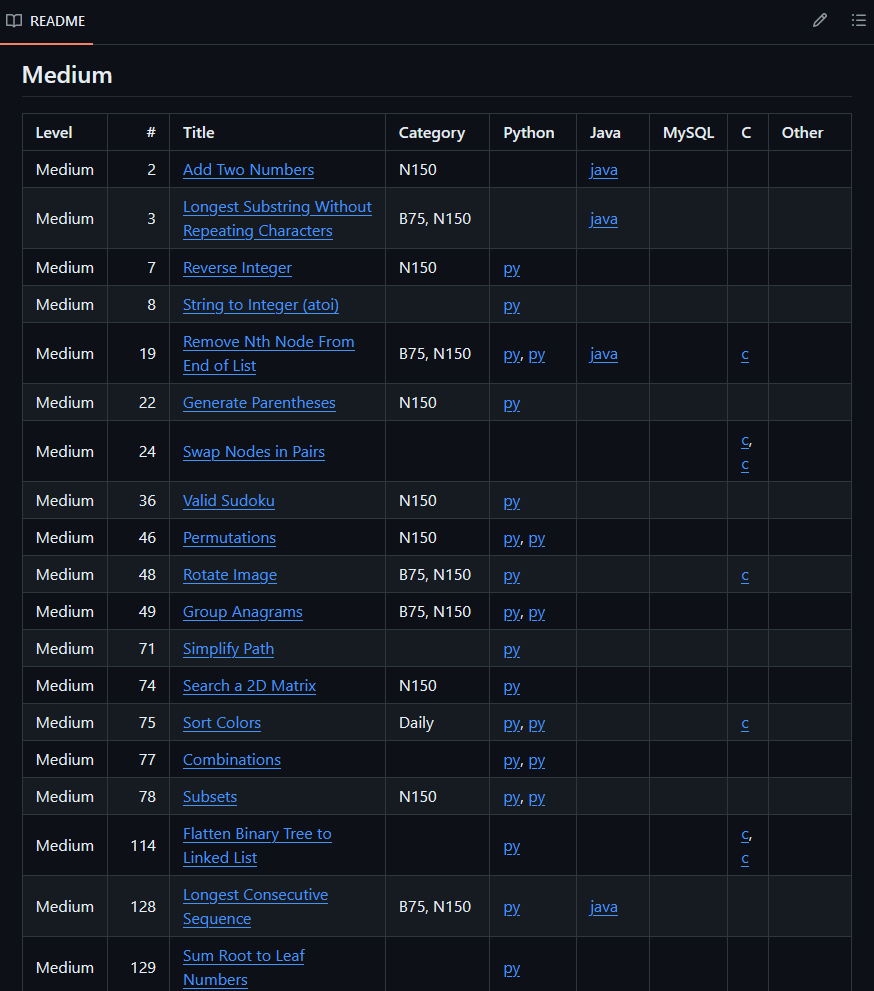 README
Medium
Level # Title Category Python Java MySQL C Other
Medium 2 Add Two Numbers N150 java
Medium 3 Longest Substring Without Repeating Characters B75, N150 java
Medium 7 Reverse Integer N150 py
Medium 8 String to Integer (atoi) py
Medium 19 Remove Nth Node From End of List B75, N150 py, py java c
Medium 22 Generate Parentheses N150 py
Medium 24 Swap Nodes in Pairs c, c
Medium 36 Valid Sudoku N150 py
Medium 46 Permutations N150 py, py
Medium 48 Rotate Image B75, N150 py c
Medium 49 Group Anagrams B75, N150 py, py
Medium 71 Simplify Path py
Medium 74 Search a 2D Matrix N150 py
Medium 75 Sort Colors Daily py, py c
Medium 77 Combinations py, py
Medium 78 Subsets N150 py, py
Medium 114 Flatten Binary Tree to Linked List py c, c
Medium 128 Longest Consecutive Sequence B75, N150 py java
Medium 129 Sum Root to Leaf Numbers py